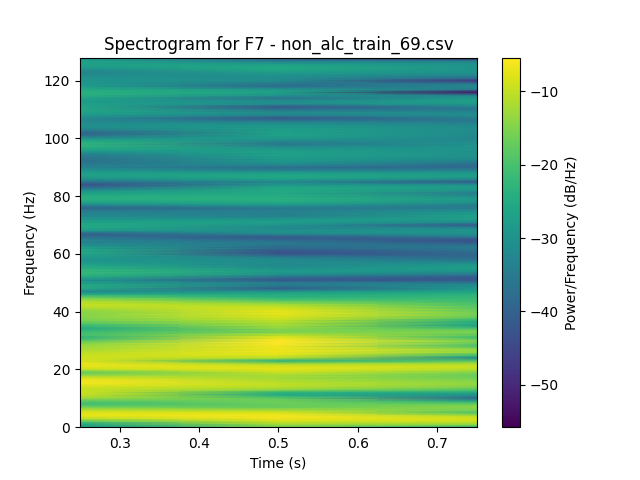 Spectrogram for F7 - non_alc_train_69.csv
120
100
80
60
40
20
0
Frequency (Hz)
0.3 0.4 0.5 0.6 0.7
Time (s)
−10
−20
−30
−40
−50
Power/Frequency (dB/Hz)